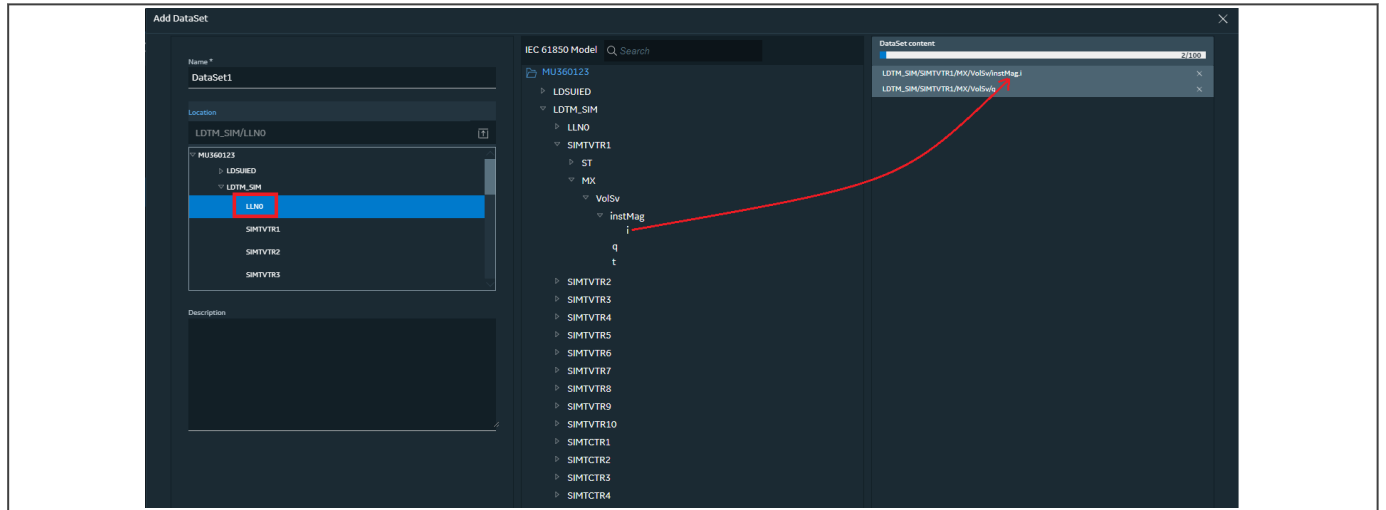 Add DataSet
Name *
DataSet1
Location
LDTM_SIM/LLN0
MU360123
LDSUIED
LDTM_SIM
LLN0
SIMTVTR1
SIMTVTR2
SIMTVTR3
Description
IEC 61850 Model
Search
MU360123
LDSUIED
LDTM_SIM
LLN0
SIMTVTR1
ST
MX
VolSv
instMag
i
q
t
SIMTVTR2
SIMTVTR3
SIMTVTR4
SIMTVTR5
SIMTVTR6
SIMTVTR7
SIMTVTR8
SIMTVTR9
SIMTVTR10
SIMTCTR1
SIMTCTR2
SIMTCTR3
SIMTCTR4
DataSet content
2/100
LDTM_SIM/SIMTVTR1/MX/VolSv/instMag.i
LDTM_SIM/SIMTVTR1/MX/VolSv/q